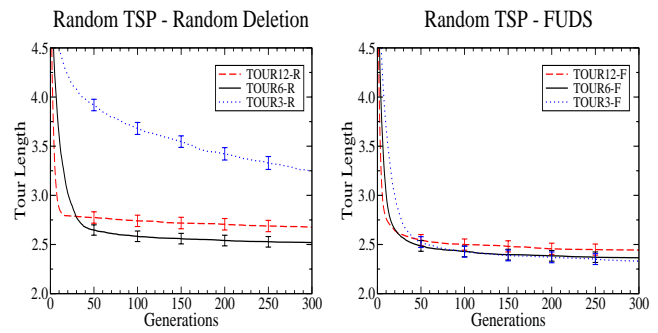 Random TSP - Random Deletion
4.5
4.0
3.5
3.0
2.5
2.0
Tour Length
TOUR12-R
TOUR6-R
TOUR3-R
0 50 100 150 200 250 300
Generations
Random TSP - FUDS
4.5
4.0
3.5
3.0
2.5
2.0
Tour Length
TOUR12-F
TOUR6-F
TOUR3-F
0 50 100 150 200 250 300
Generations